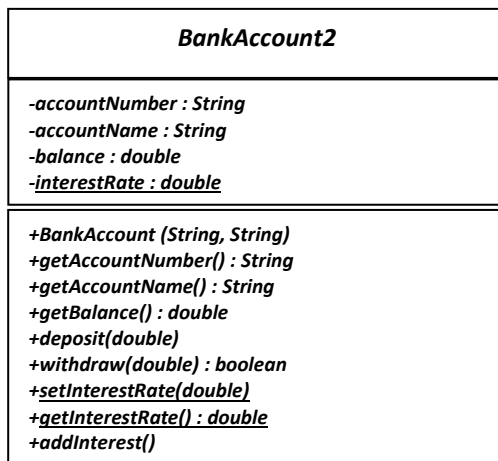 BankAccount2
-accountNumber : String
-accountName : String
-balance : double
-interestRate : double
+BankAccount (String, String)
+getAccountNumber() : String
+getAccountName() : String
+getBalance() : double
+deposit(double)
+withdraw(double) : boolean
+setInterestRate(double)
+getInterestRate() : double
+addInterest()